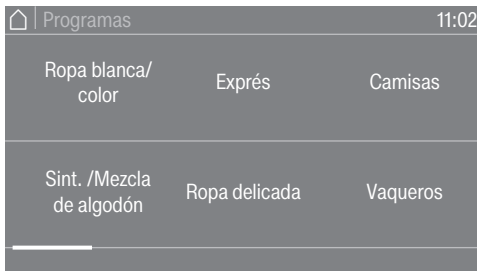 Programas 11:02
Ropa blanca/
color
Exprés
Camisas
Sint. /Mezcla
de algodón
Ropa delicada
Vaqueros